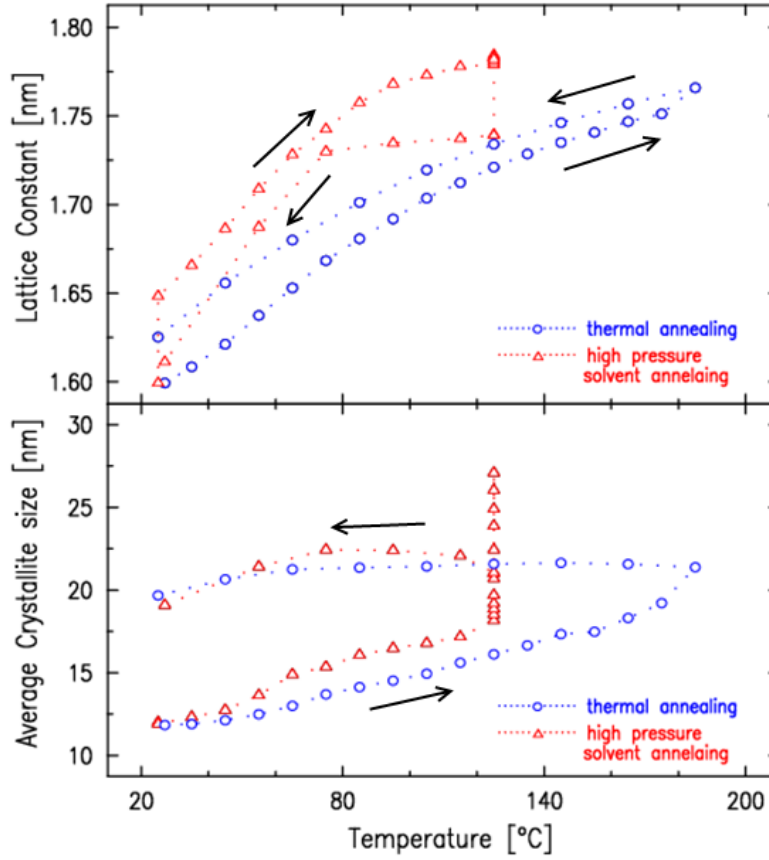 1.80
1.75
1.70
1.65
1.60
Lattice Constant [nm]
thermal annealing
high pressure
solvent annelaing
30
25
20
15
10
Average Crystallite size [nm]
thermal annealing
high pressure
solvent annelaing
20 80 140 200
Temperature [°C]